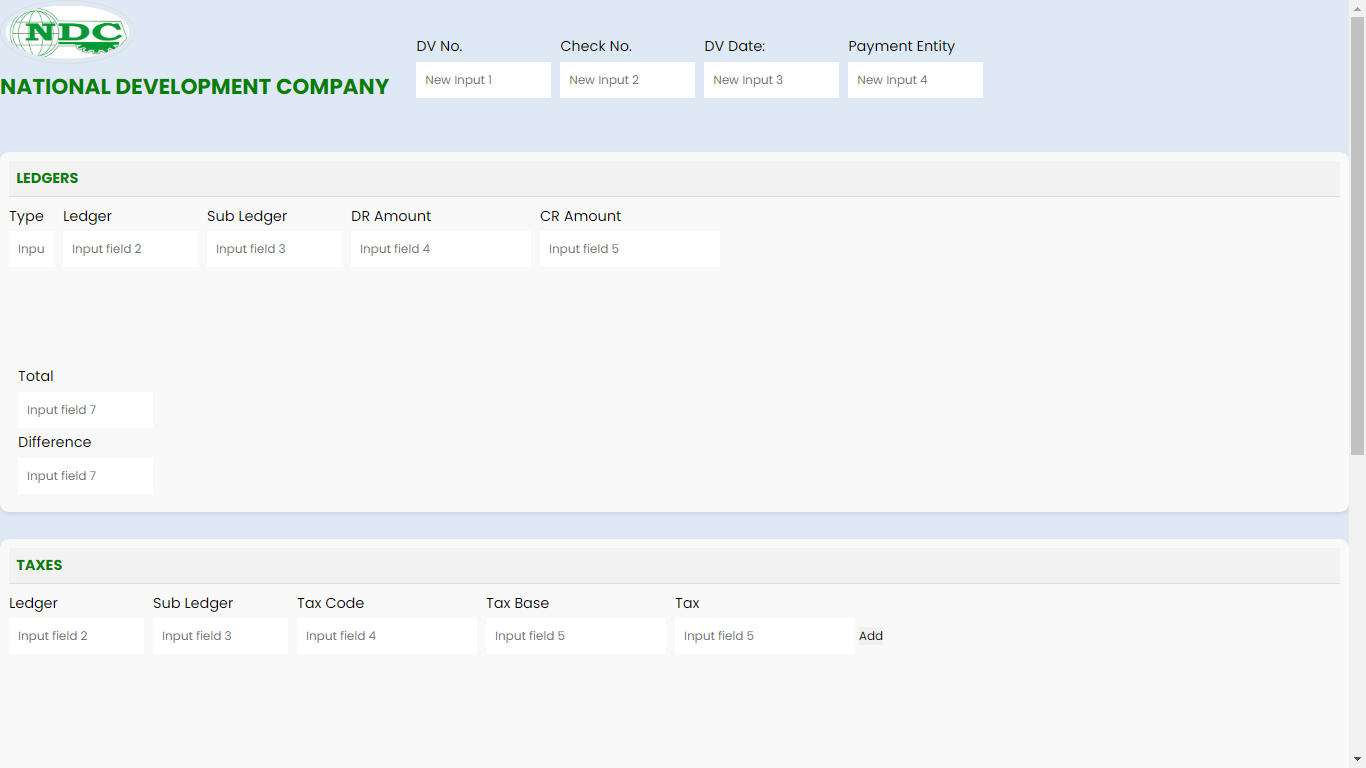 NDC
NATIONAL DEVELOPMENT COMPANY
DV No. Check No. DV Date: Payment Entity
New Input 1 New Input 2 New Input 3 New Input 4
LEDGERS
Type Ledger Sub Ledger DR Amount CR Amount
Inpu Input field 2 Input field 3 Input field 4 Input field 5
Total
Input field 7
Difference
Input field 7
TAXES
Ledger Sub Ledger Tax Code Tax Base Tax
Input field 2 Input field 3 Input field 4 Input field 5 Input field 5 Add